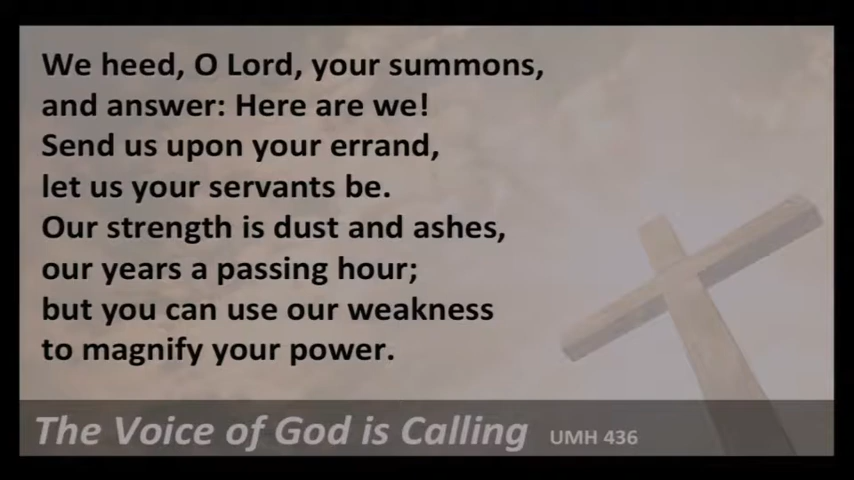 We heed, O Lord, your summons,
and answer: Here are we!
Send us upon your errand,
let us your servants be.
Our strength is dust and ashes,
our years a passing hour;
but you can use our weakness
to magnify your power.
The Voice of God is Calling UMH 436